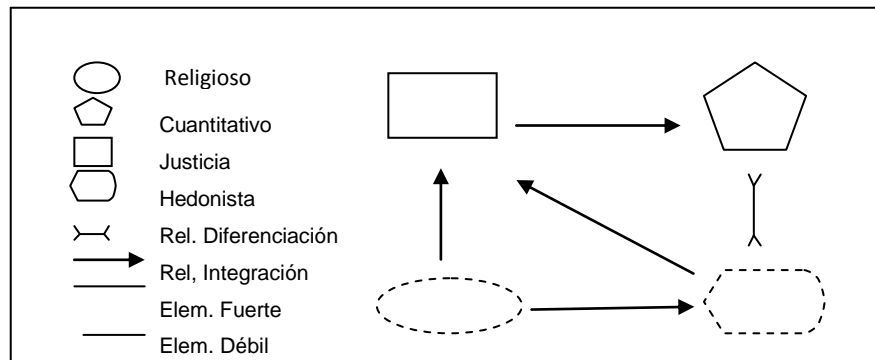 Religioso
Cuantitativo
Justicia
Hedonista
Rel. Diferenciación
Rel, Integración
Elem. Fuerte
Elem. Débil